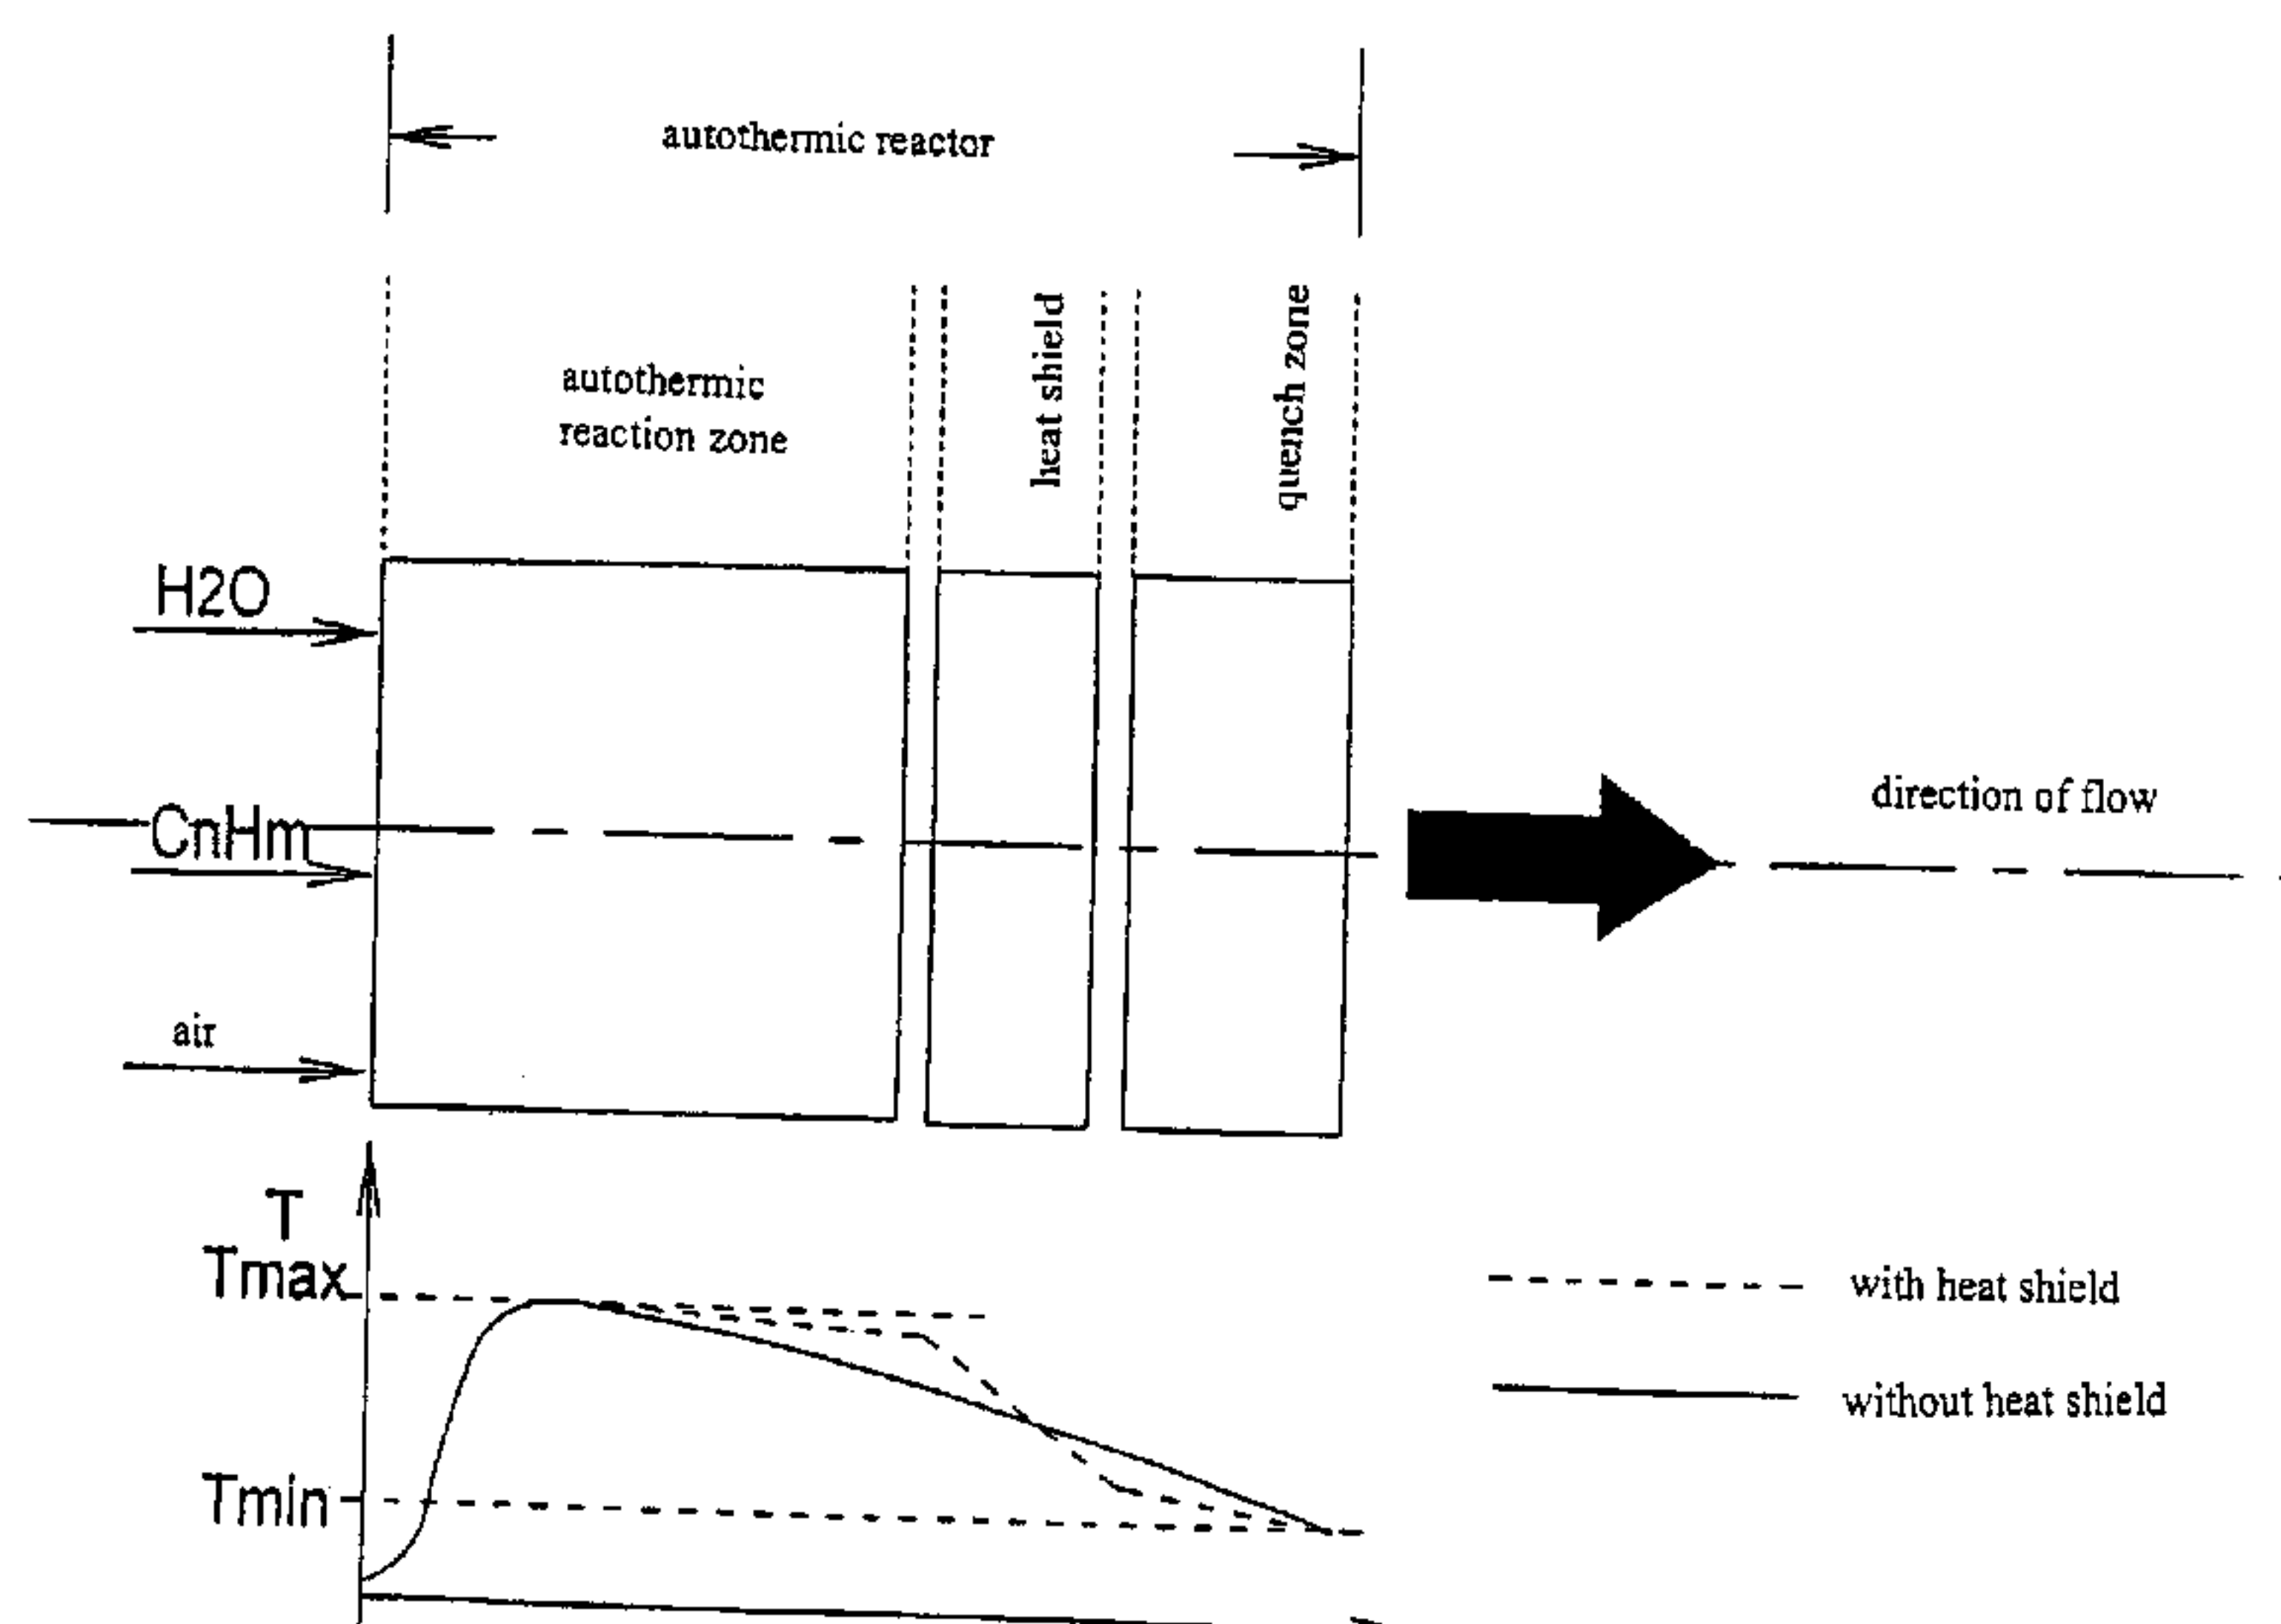 autothermic reactor
heat shield
quench zone
autothermic
reaction zone
H2O
CnHm
direction of flow
air
T
Tmax
with heat shield
without heat shield
Tmin